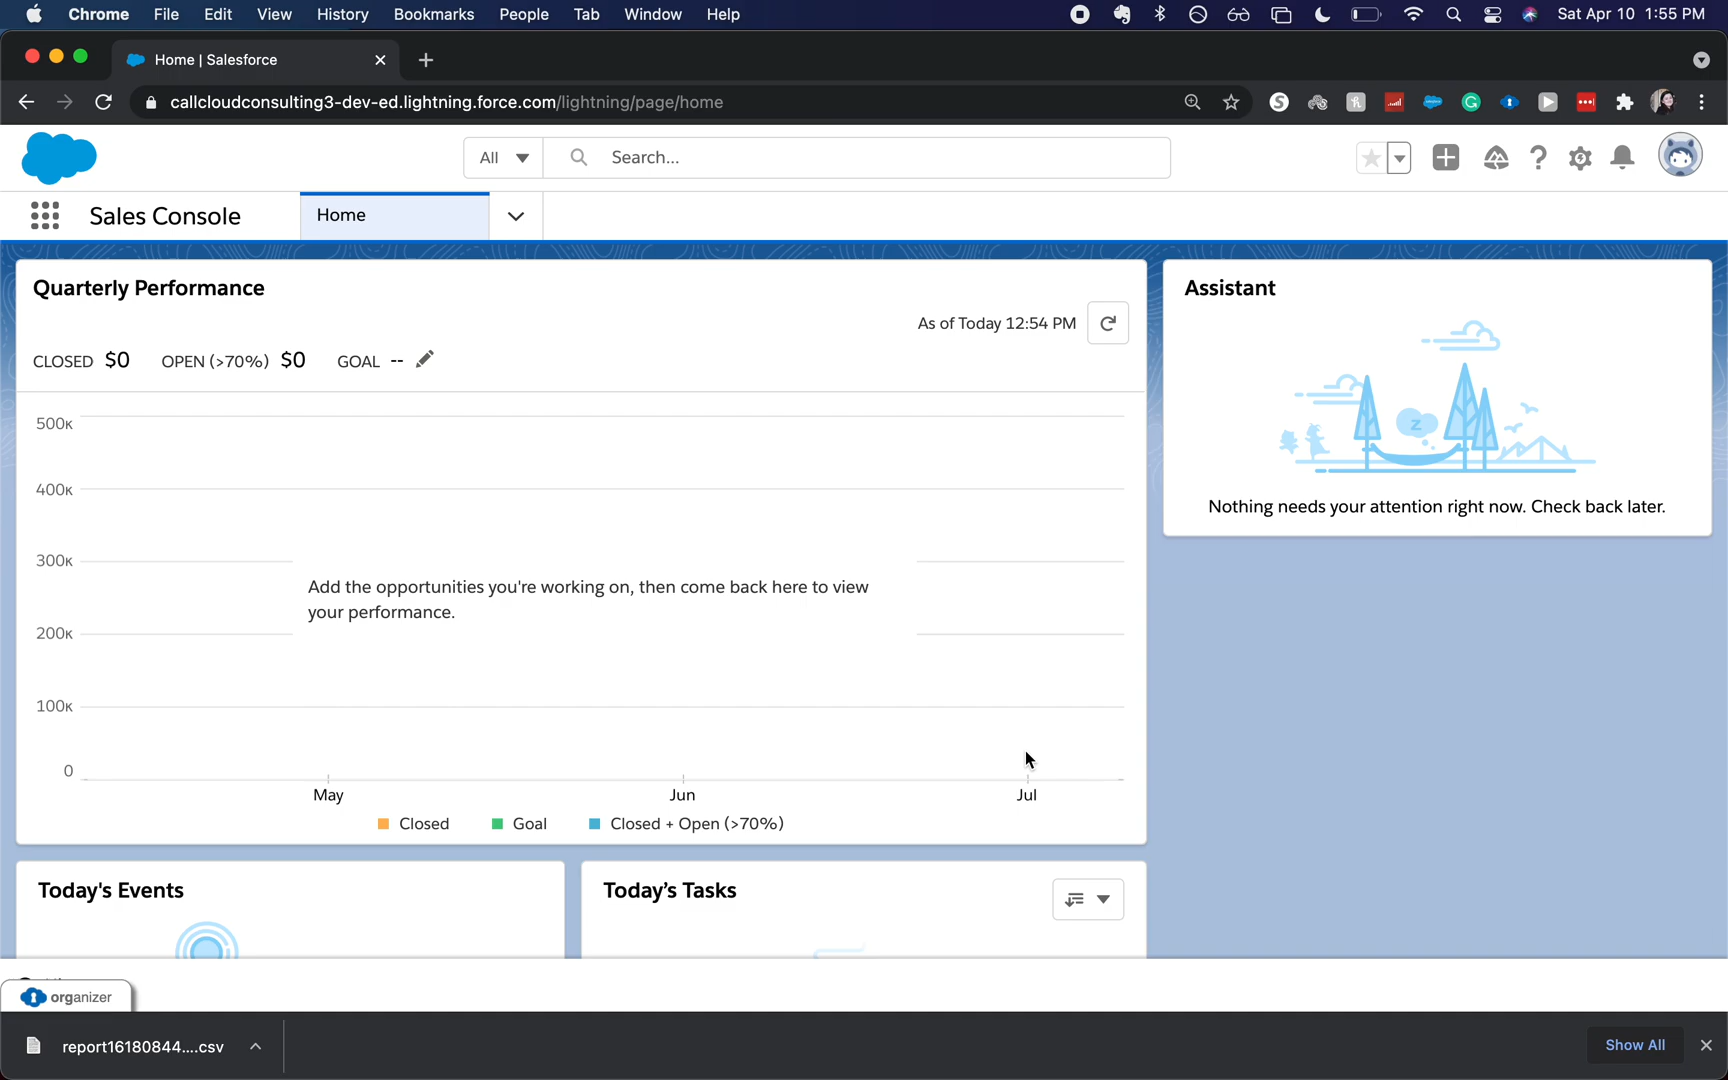 Chrome File Edit View History Bookmarks People Tab Window Help Sat Apr 10 1:55 PM
Home | Salesforce
callcloudconsulting3-dev-ed.lightning.force.com/lightning/page/home
All Search...
Sales Console Home
Quarterly Performance
As of Today 12:54 PM
CLOSED $0 OPEN (>70%) $0 GOAL --
500K
400K
300K
Add the opportunities you're working on, then come back here to view
your performance.
200K
100K
0
May Jun Jul
Closed Goal Closed + Open (>70%)
Assistant
z
Nothing needs your attention right now. Check back later.
Today's Events
Today's Tasks
organizer
report16180844....csv
Show All